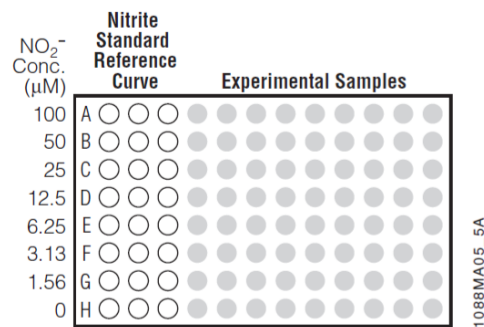 Nitrite
Standard
Reference
Curve
NO₂⁻
Conc.
(µM)
Experimental Samples
100 A
50 B
25 C
12.5 D
6.25 E
3.13 F
1.56 G
0 H
1088MA05 5A